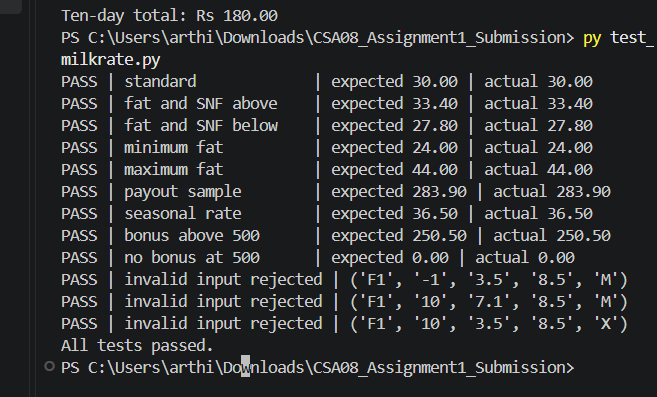 Ten-day total: Rs 180.00
PS C:\Users\arthi\Downloads\CSA08_Assignment1_Submission> py test_
milkrate.py
PASS | standard             | expected 30.00 | actual 30.00
PASS | fat and SNF above    | expected 33.40 | actual 33.40
PASS | fat and SNF below    | expected 27.80 | actual 27.80
PASS | minimum fat          | expected 24.00 | actual 24.00
PASS | maximum fat          | expected 44.00 | actual 44.00
PASS | payout sample        | expected 283.90 | actual 283.90
PASS | seasonal rate        | expected 36.50 | actual 36.50
PASS | bonus above 500      | expected 250.50 | actual 250.50
PASS | no bonus at 500      | expected 0.00 | actual 0.00
PASS | invalid input rejected | ('F1', '-1', '3.5', '8.5', 'M')
PASS | invalid input rejected | ('F1', '10', '7.1', '8.5', 'M')
PASS | invalid input rejected | ('F1', '10', '3.5', '8.5', 'X')
All tests passed.
PS C:\Users\arthi\Downloads\CSA08_Assignment1_Submission>